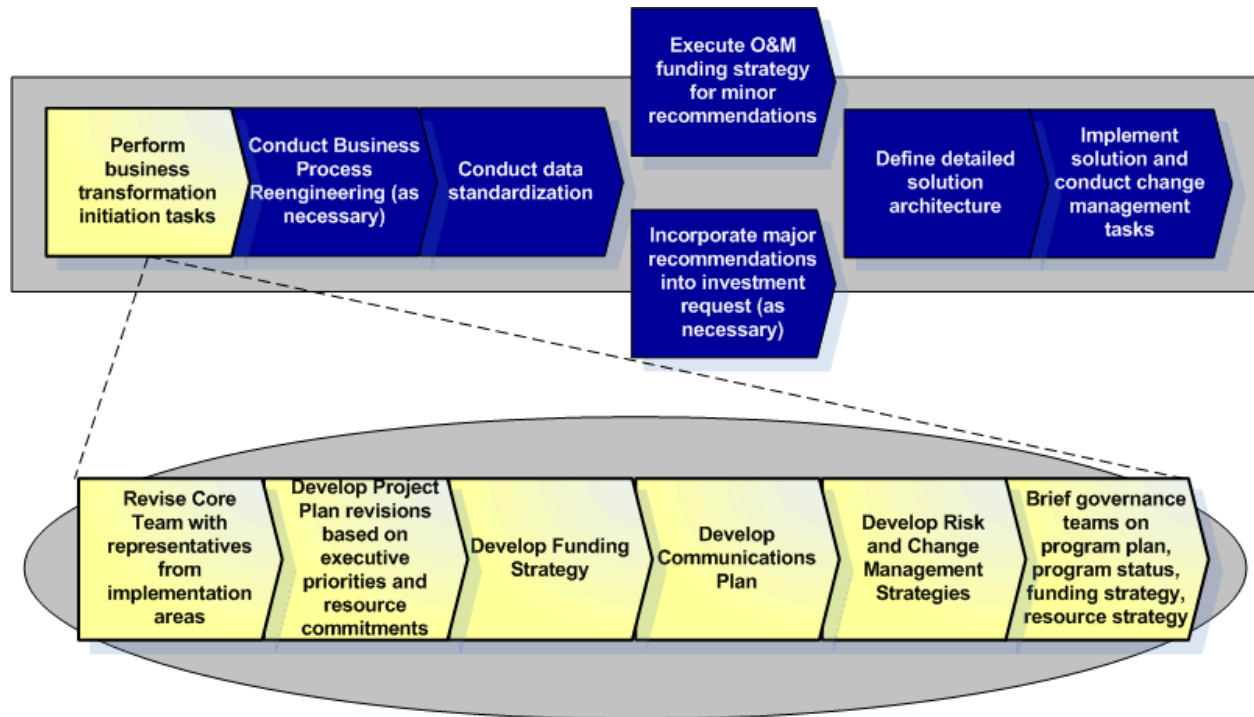 Perform
business
transformation
initiation tasks
Conduct Business
Process
Reengineering (as
necessary)
Conduct data
standardization
Execute O&M
funding strategy
for minor
recommendations
Incorporate major
recommendations
into investment
request (as
necessary)
Define detailed
solution
architecture
Implement
solution and
conduct change
management
tasks
Revise Core
Team with
representatives
from
implementation
areas
Develop Project
Plan revisions
based on
executive
priorities and
resource
commitments
Develop Funding
Strategy
Develop
Communications
Plan
Develop Risk
and Change
Management
Strategies
Brief governance
teams on
program plan,
program status,
funding strategy,
resource strategy